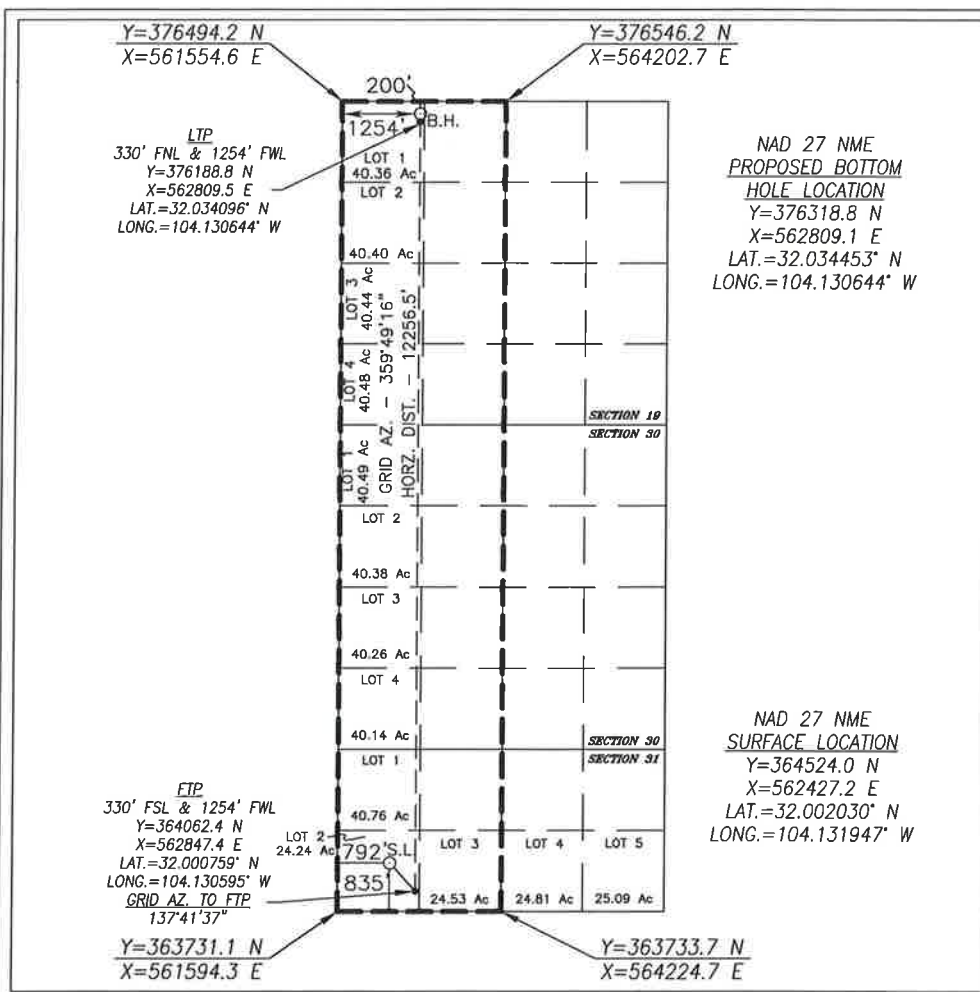 Y=376494.2 N
X=561554.6 E
Y=376546.2 N
X=564202.7 E
200'
1254'
B.H.
LTP
330' FNL & 1254' FWL
Y=376188.8 N
X=562809.5 E
LAT.=32.034096° N
LONG.=104.130644° W
NAD 27 NME
PROPOSED BOTTOM
HOLE LOCATION
Y=376318.8 N
X=562809.1 E
LAT.=32.034453° N
LONG.=104.130644° W
LOT 1
40.36 Ac
LOT 2
40.40 Ac
LOT 3
40.44 Ac
LOT 4
40.48 Ac
GRID AZ. - 359°49'16"
HORZ. DIST. - 12256.5'
SECTION 19
SECTION 30
LOT 1
40.49 Ac
LOT 2
40.38 Ac
LOT 3
40.26 Ac
LOT 4
40.14 Ac
SECTION 30
SECTION 31
LOT 1
40.76 Ac
NAD 27 NME
SURFACE LOCATION
Y=364524.0 N
X=562427.2 E
LAT.=32.002030° N
LONG.=104.131947° W
FTP
330' FSL & 1254' FWL
Y=364062.4 N
X=562847.4 E
LAT.=32.000759° N
LONG.=104.130595° W
GRID AZ. TO FTP
137°41'37"
LOT 2
24.24 Ac
792'
S.L
835'
LOT 3
LOT 4
LOT 5
24.53 Ac
24.81 Ac
25.09 Ac
Y=363731.1 N
X=561594.3 E
Y=363733.7 N
X=564224.7 E